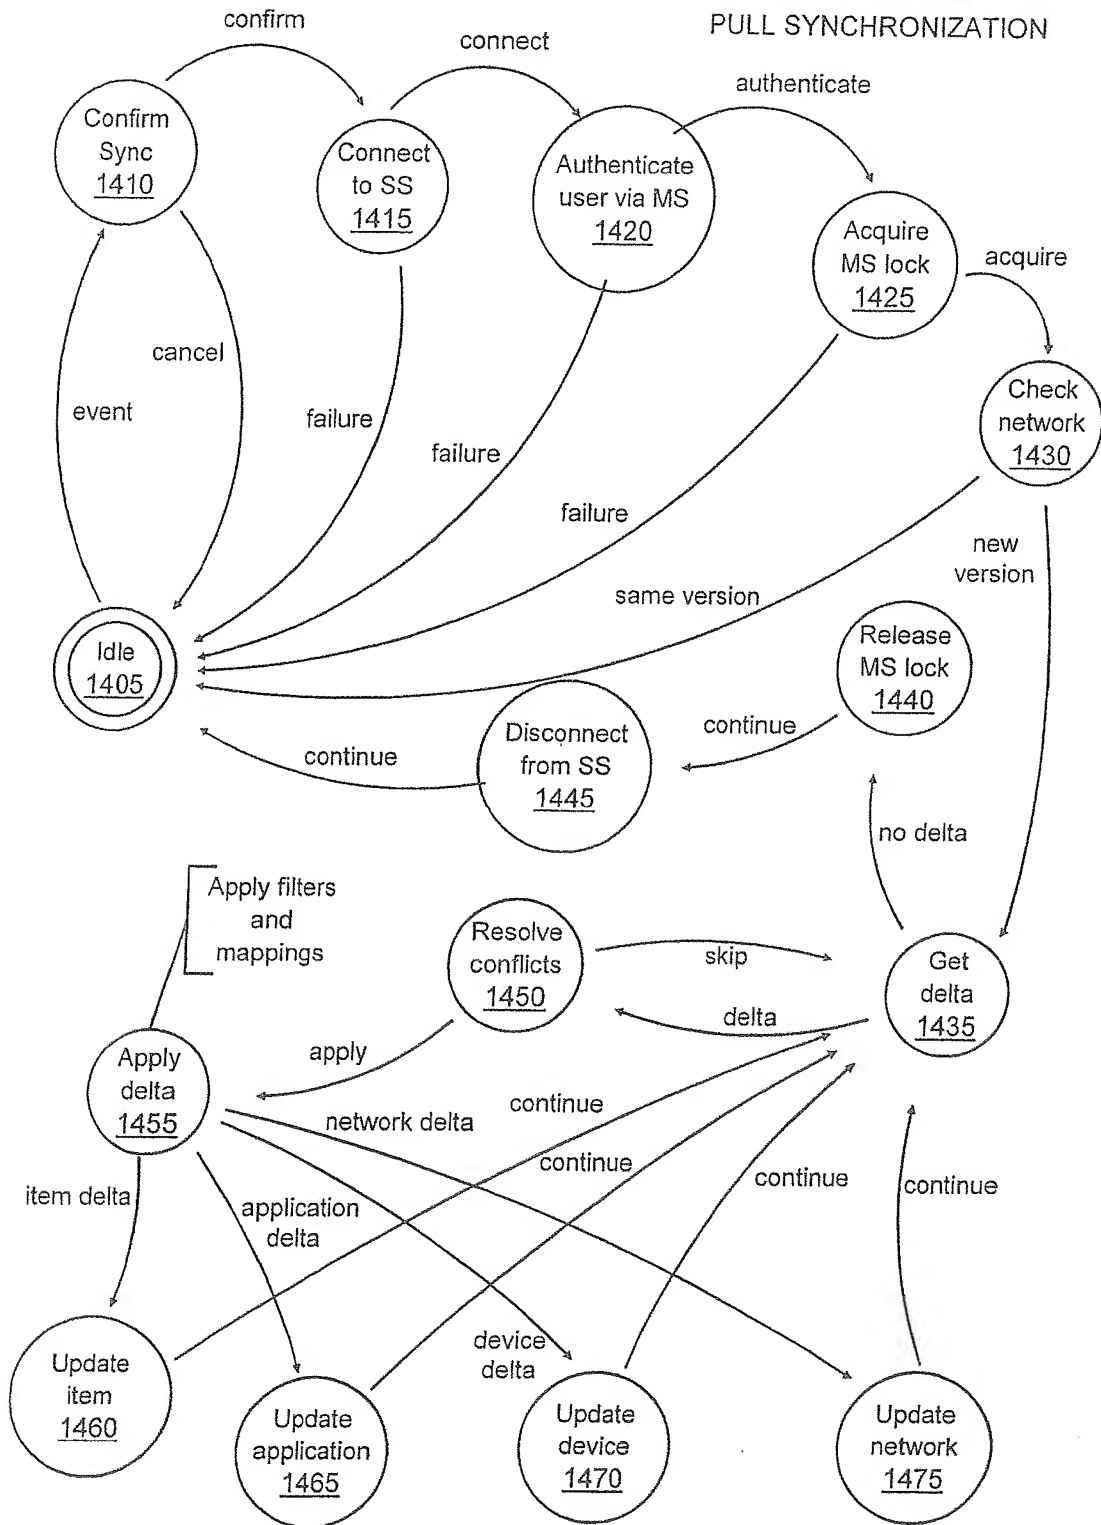 PULL SYNCHRONIZATION
confirm
connect
authenticate
Confirm
Sync
1410
Connect
to SS
1415
Authenticate
user via MS
1420
Acquire
MS lock
1425
acquire
cancel
event
failure
failure
failure
Check
network
1430
new
version
same version
Idle
1405
Release
MS lock
1440
continue
Disconnect
from SS
1445
continue
no delta
Apply filters
and
mappings
Resolve
conflicts
1450
skip
delta
Get
delta
1435
apply
Apply
delta
1455
network delta
continue
continue
continue
continue
item delta
application
delta
device
delta
Update
item
1460
Update
application
1465
Update
device
1470
Update
network
1475